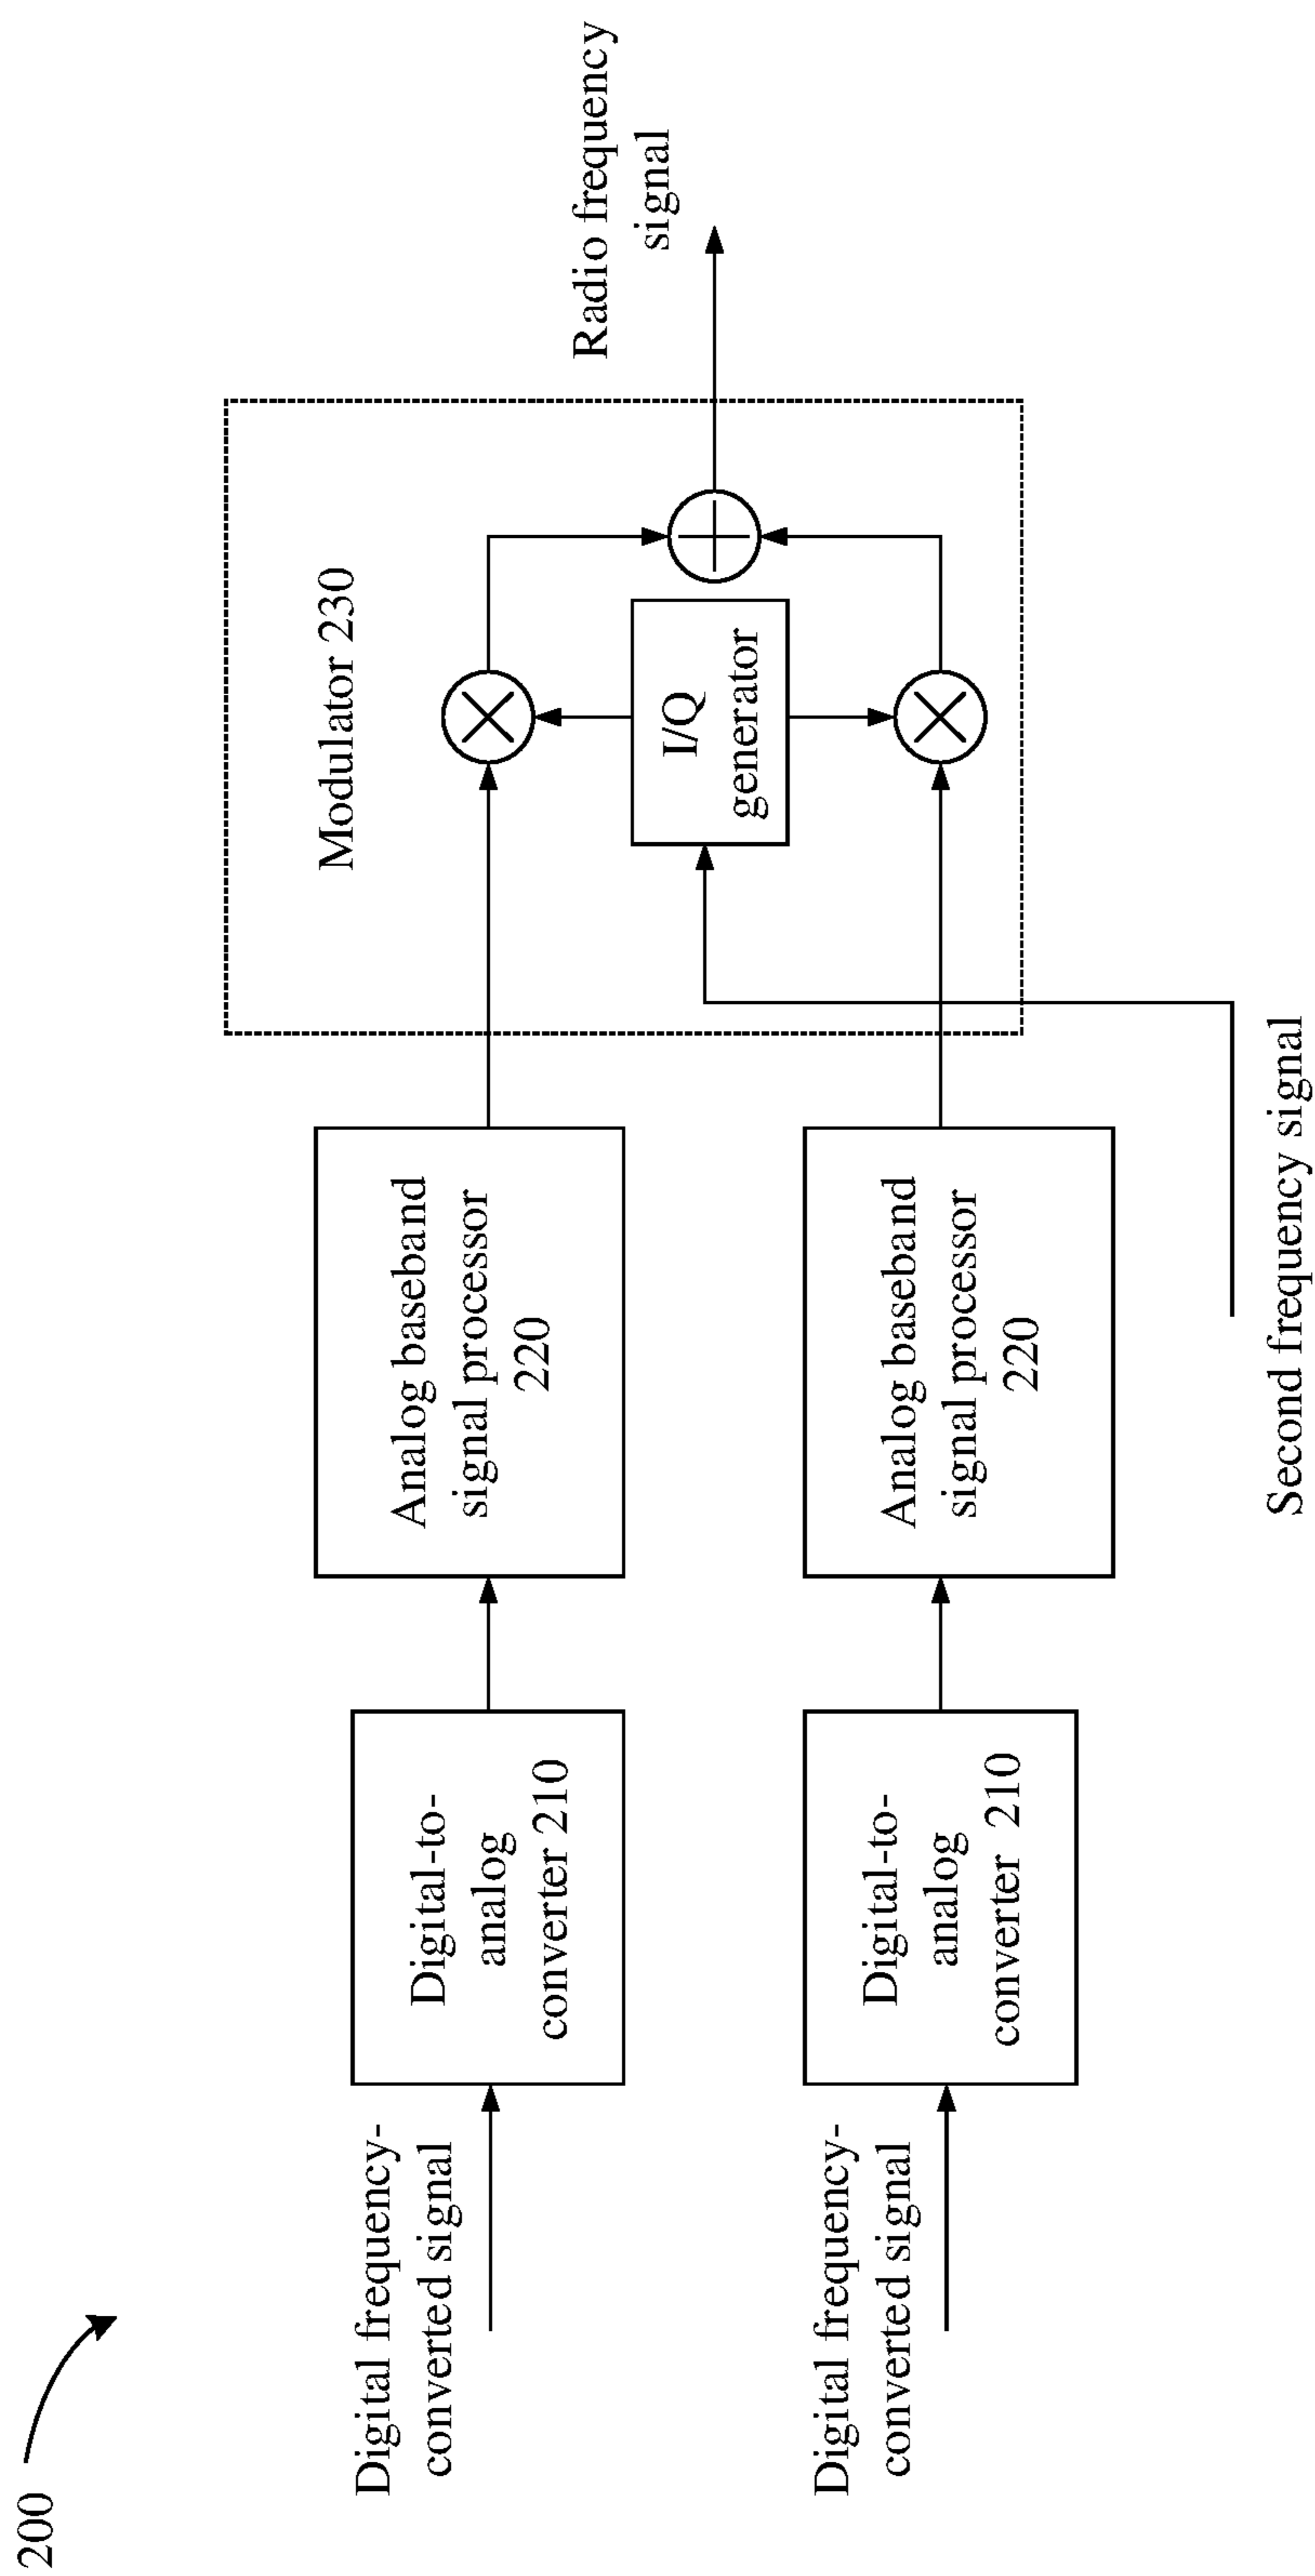 200
Digital frequency-
converted signal
Digital-to-
analog
converter 210
Analog baseband
signal processor
220
Modulator 230
I/Q
generator
Radio frequency
signal
Digital frequency-
converted signal
Digital-to-
analog
converter 210
Analog baseband
signal processor
220
Second frequency signal